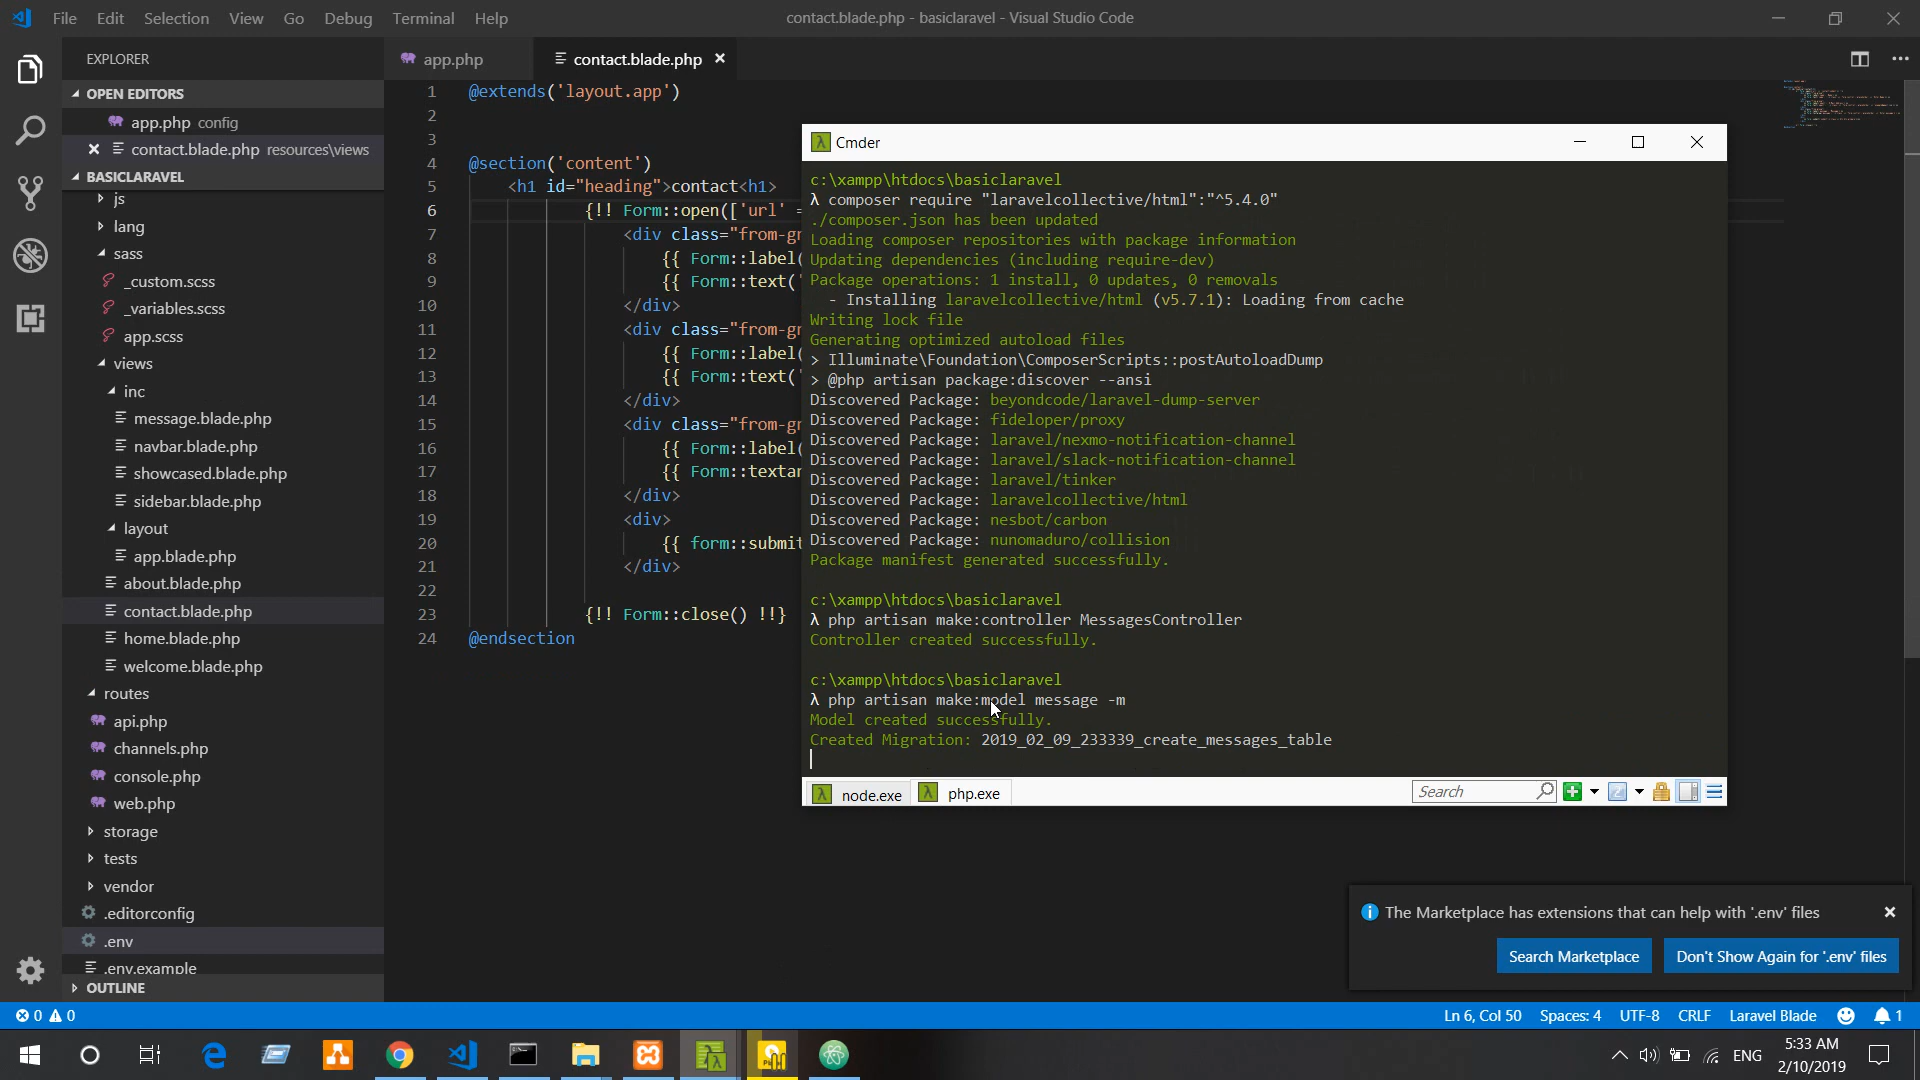 File Edit Selection View Go Debug Terminal Help
contact.blade.php - basiclaravel - Visual Studio Code
EXPLORER
OPEN EDITORS
app.php config
contact.blade.php resources\views
BASICLARAVEL
js
lang
sass
_custom.scss
_variables.scss
app.scss
views
inc
message.blade.php
navbar.blade.php
showcased.blade.php
sidebar.blade.php
layout
app.blade.php
about.blade.php
contact.blade.php
home.blade.php
welcome.blade.php
routes
api.php
channels.php
console.php
web.php
storage
tests
vendor
.editorconfig
.env
.env.example
OUTLINE
app.php
contact.blade.php
1 @extends('layout.app')
2
3
4 @section('content')
5 <h1 id="heading">contact<h1>
6 {!! Form::open(['url' =
7 <div class="from-gr
8 {{ Form::label(
9 {{ Form::text('
10 </div>
11 <div class="from-gr
12 {{ Form::label(
13 {{ Form::text('
14 </div>
15 <div class="from-gr
16 {{ Form::label(
17 {{ Form::textar
18 </div>
19 <div>
20 {{ form::submit
21 </div>
22
23 {!! Form::close() !!}
24 @endsection
λ Cmder
c:\xampp\htdocs\basiclaravel
λ composer require "laravelcollective/html":"^5.4.0"
./composer.json has been updated
Loading composer repositories with package information
Updating dependencies (including require-dev)
Package operations: 1 install, 0 updates, 0 removals
- Installing laravelcollective/html (v5.7.1): Loading from cache
Writing lock file
Generating optimized autoload files
> Illuminate\Foundation\ComposerScripts::postAutoloadDump
> @php artisan package:discover --ansi
Discovered Package: beyondcode/laravel-dump-server
Discovered Package: fideloper/proxy
Discovered Package: laravel/nexmo-notification-channel
Discovered Package: laravel/slack-notification-channel
Discovered Package: laravel/tinker
Discovered Package: laravelcollective/html
Discovered Package: nesbot/carbon
Discovered Package: nunomaduro/collision
Package manifest generated successfully.
c:\xampp\htdocs\basiclaravel
λ php artisan make:controller MessagesController
Controller created successfully.
c:\xampp\htdocs\basiclaravel
λ php artisan make:model message -m
Model created successfully.
Created Migration: 2019_02_09_233339_create_messages_table
λ node.exe
λ php.exe
Search
The Marketplace has extensions that can help with '.env' files
Search Marketplace
Don't Show Again for '.env' files
0 0
Ln 6, Col 50 Spaces: 4 UTF-8 CRLF Laravel Blade 1
ENG
5:33 AM
2/10/2019